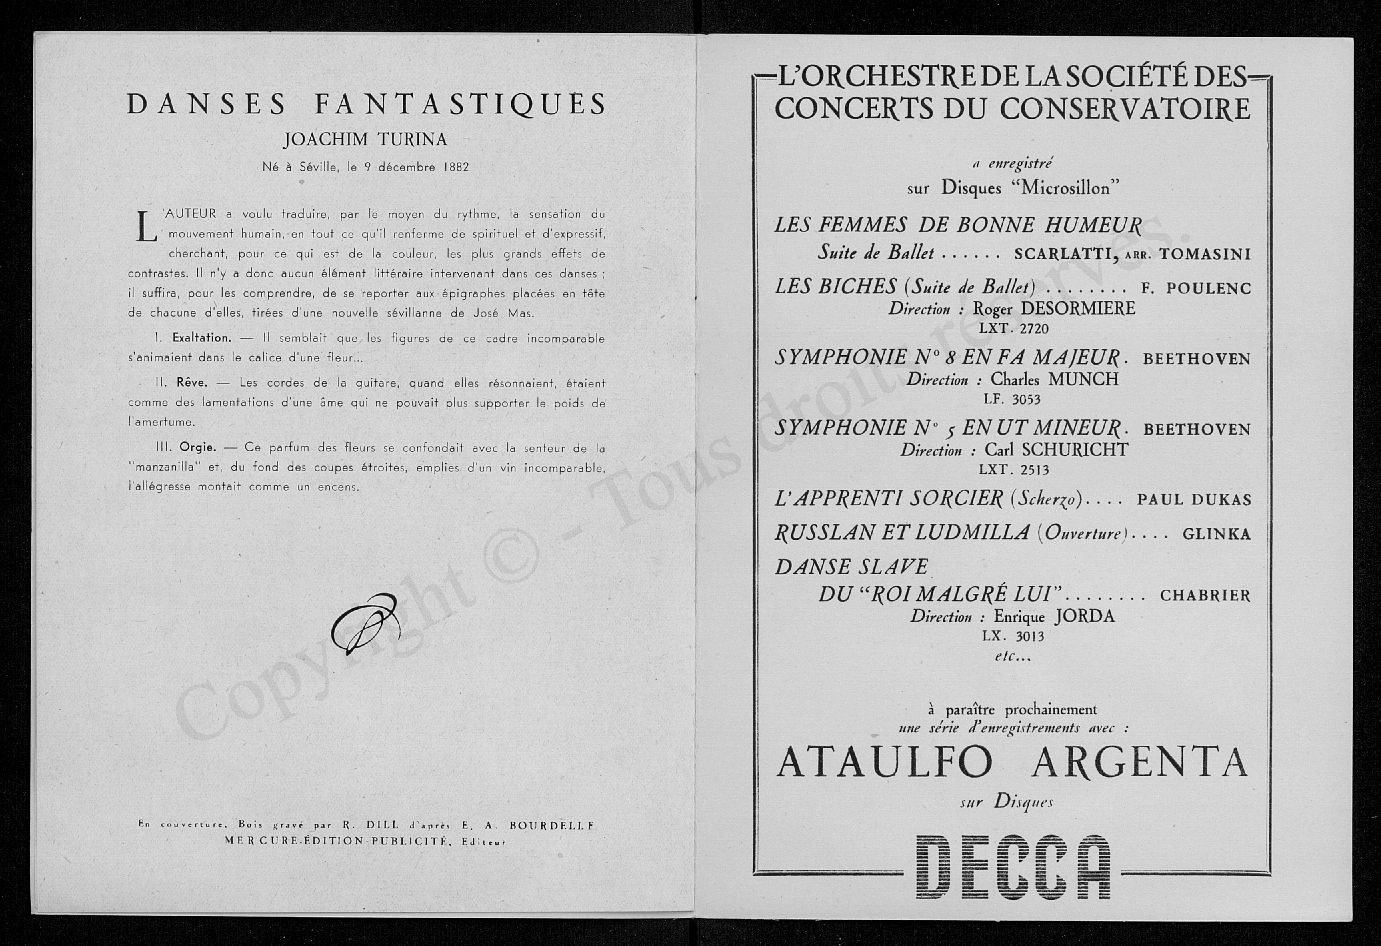 DANSES FANTASTIQUES
JOACHIM TURINA
Né à Séville, le 9 décembre 1882
L'AUTEUR a voulu traduire, par le moyen du rythme, la sensation du
mouvement humain, en tout ce qu'il renferme de spirituel et d'expressif,
cherchant, pour ce qui est de la couleur, les plus grands effets de
contrastes. Il n'y a donc aucun élément littéraire intervenant dans ces danses ;
il suffira, pour les comprendre, de se reporter aux épigraphes placées en tête
de chacune d'elles, tirées d'une nouvelle sévillanne de José Mas.
I. Exaltation. — Il semblait que les figures de ce cadre incomparable
s'animaient dans le calice d'une fleur...
II. Rêve. — Les cordes de la guitare, quand elles résonnaient, étaient
comme des lamentations d'une âme qui ne pouvait plus supporter le poids de
l'amertume.
III. Orgie. — Ce parfum des fleurs se confondait avec la senteur de la
"manzanilla" et, du fond des coupes étroites, emplies d'un vin incomparable,
l'allégresse montait comme un encens.
En couverture, Bois gravé par R. DILL d'après E. A. BOURDELLE
MERCURE-ÉDITION-PUBLICITÉ, Editeur
L'ORCHESTRE DE LA SOCIÉTÉ DES
CONCERTS DU CONSERVATOIRE
a enregistré
sur Disques "Microsillon"
LES FEMMES DE BONNE HUMEUR
Suite de Ballet ...... SCARLATTI, ARR. TOMASINI
LES BICHES (Suite de Ballet) ........ F. POULENC
Direction : Roger DESORMIERE
LXT. 2720
SYMPHONIE N° 8 EN FA MAJEUR. BEETHOVEN
Direction : Charles MUNCH
LF. 3053
SYMPHONIE N° 5 EN UT MINEUR. BEETHOVEN
Direction : Carl SCHURICHT
LXT. 2513
L'APPRENTI SORCIER (Scherzo).... PAUL DUKAS
RUSSLAN ET LUDMILLA (Ouverture).... GLINKA
DANSE SLAVE
DU "ROI MALGRÉ LUI"........ CHABRIER
Direction : Enrique JORDA
LX. 3013
etc...
à paraître prochainement
une série d'enregistrements avec :
ATAULFO ARGENTA
sur Disques
DECCA
Copyright © - Tous droits réservés.